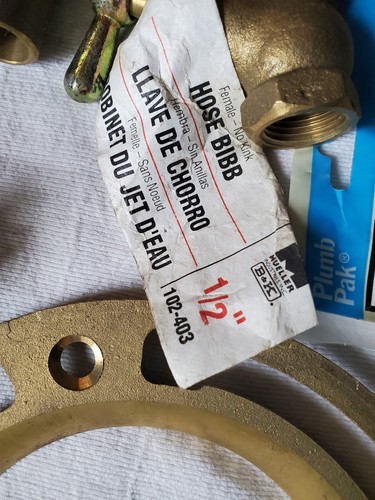 Female – No Kink
HOSE BIBB
Hembra – Sin Anillas
LLAVE DE CHORRO
Femelle – Sans Noeud
ROBINET DU JET D'EAU
MUELLER
B&K
1/2"
102-403
Plumb
Pak®